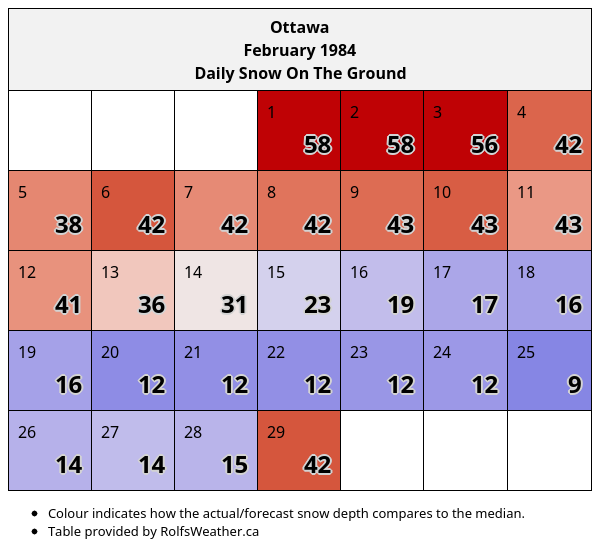 Ottawa
February 1984
Daily Snow On The Ground
1 2 3 4
58 58 56 42
5 6 7 8 9 10 11
38 42 42 42 43 43 43
12 13 14 15 16 17 18
41 36 31 23 19 17 16
19 20 21 22 23 24 25
16 12 12 12 12 12 9
26 27 28 29
14 14 15 42
• Colour indicates how the actual/forecast snow depth compares to the median.
• Table provided by RolfsWeather.ca